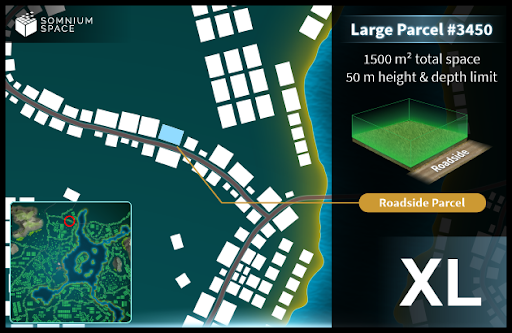 SOMNIUM
SPACE
Large Parcel #3450
1500 m² total space
50 m height & depth limit
Roadside
Roadside Parcel
XL